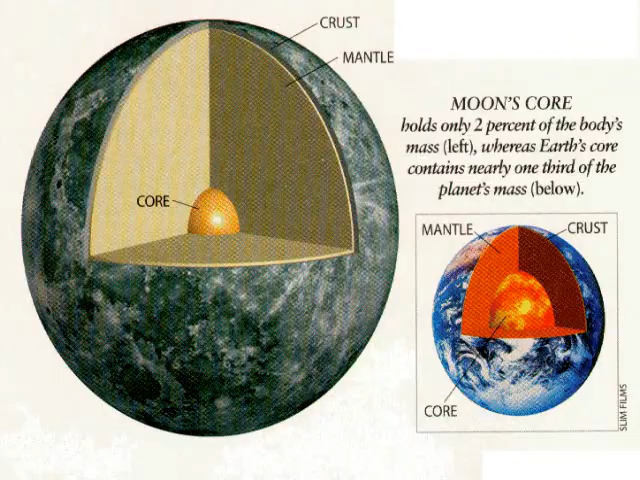 CRUST
MANTLE
CORE
MOON'S CORE
holds only 2 percent of the body's
mass (left), whereas Earth's core
contains nearly one third of the
planet's mass (below).
MANTLE
CRUST
CORE
SLIM FILMS